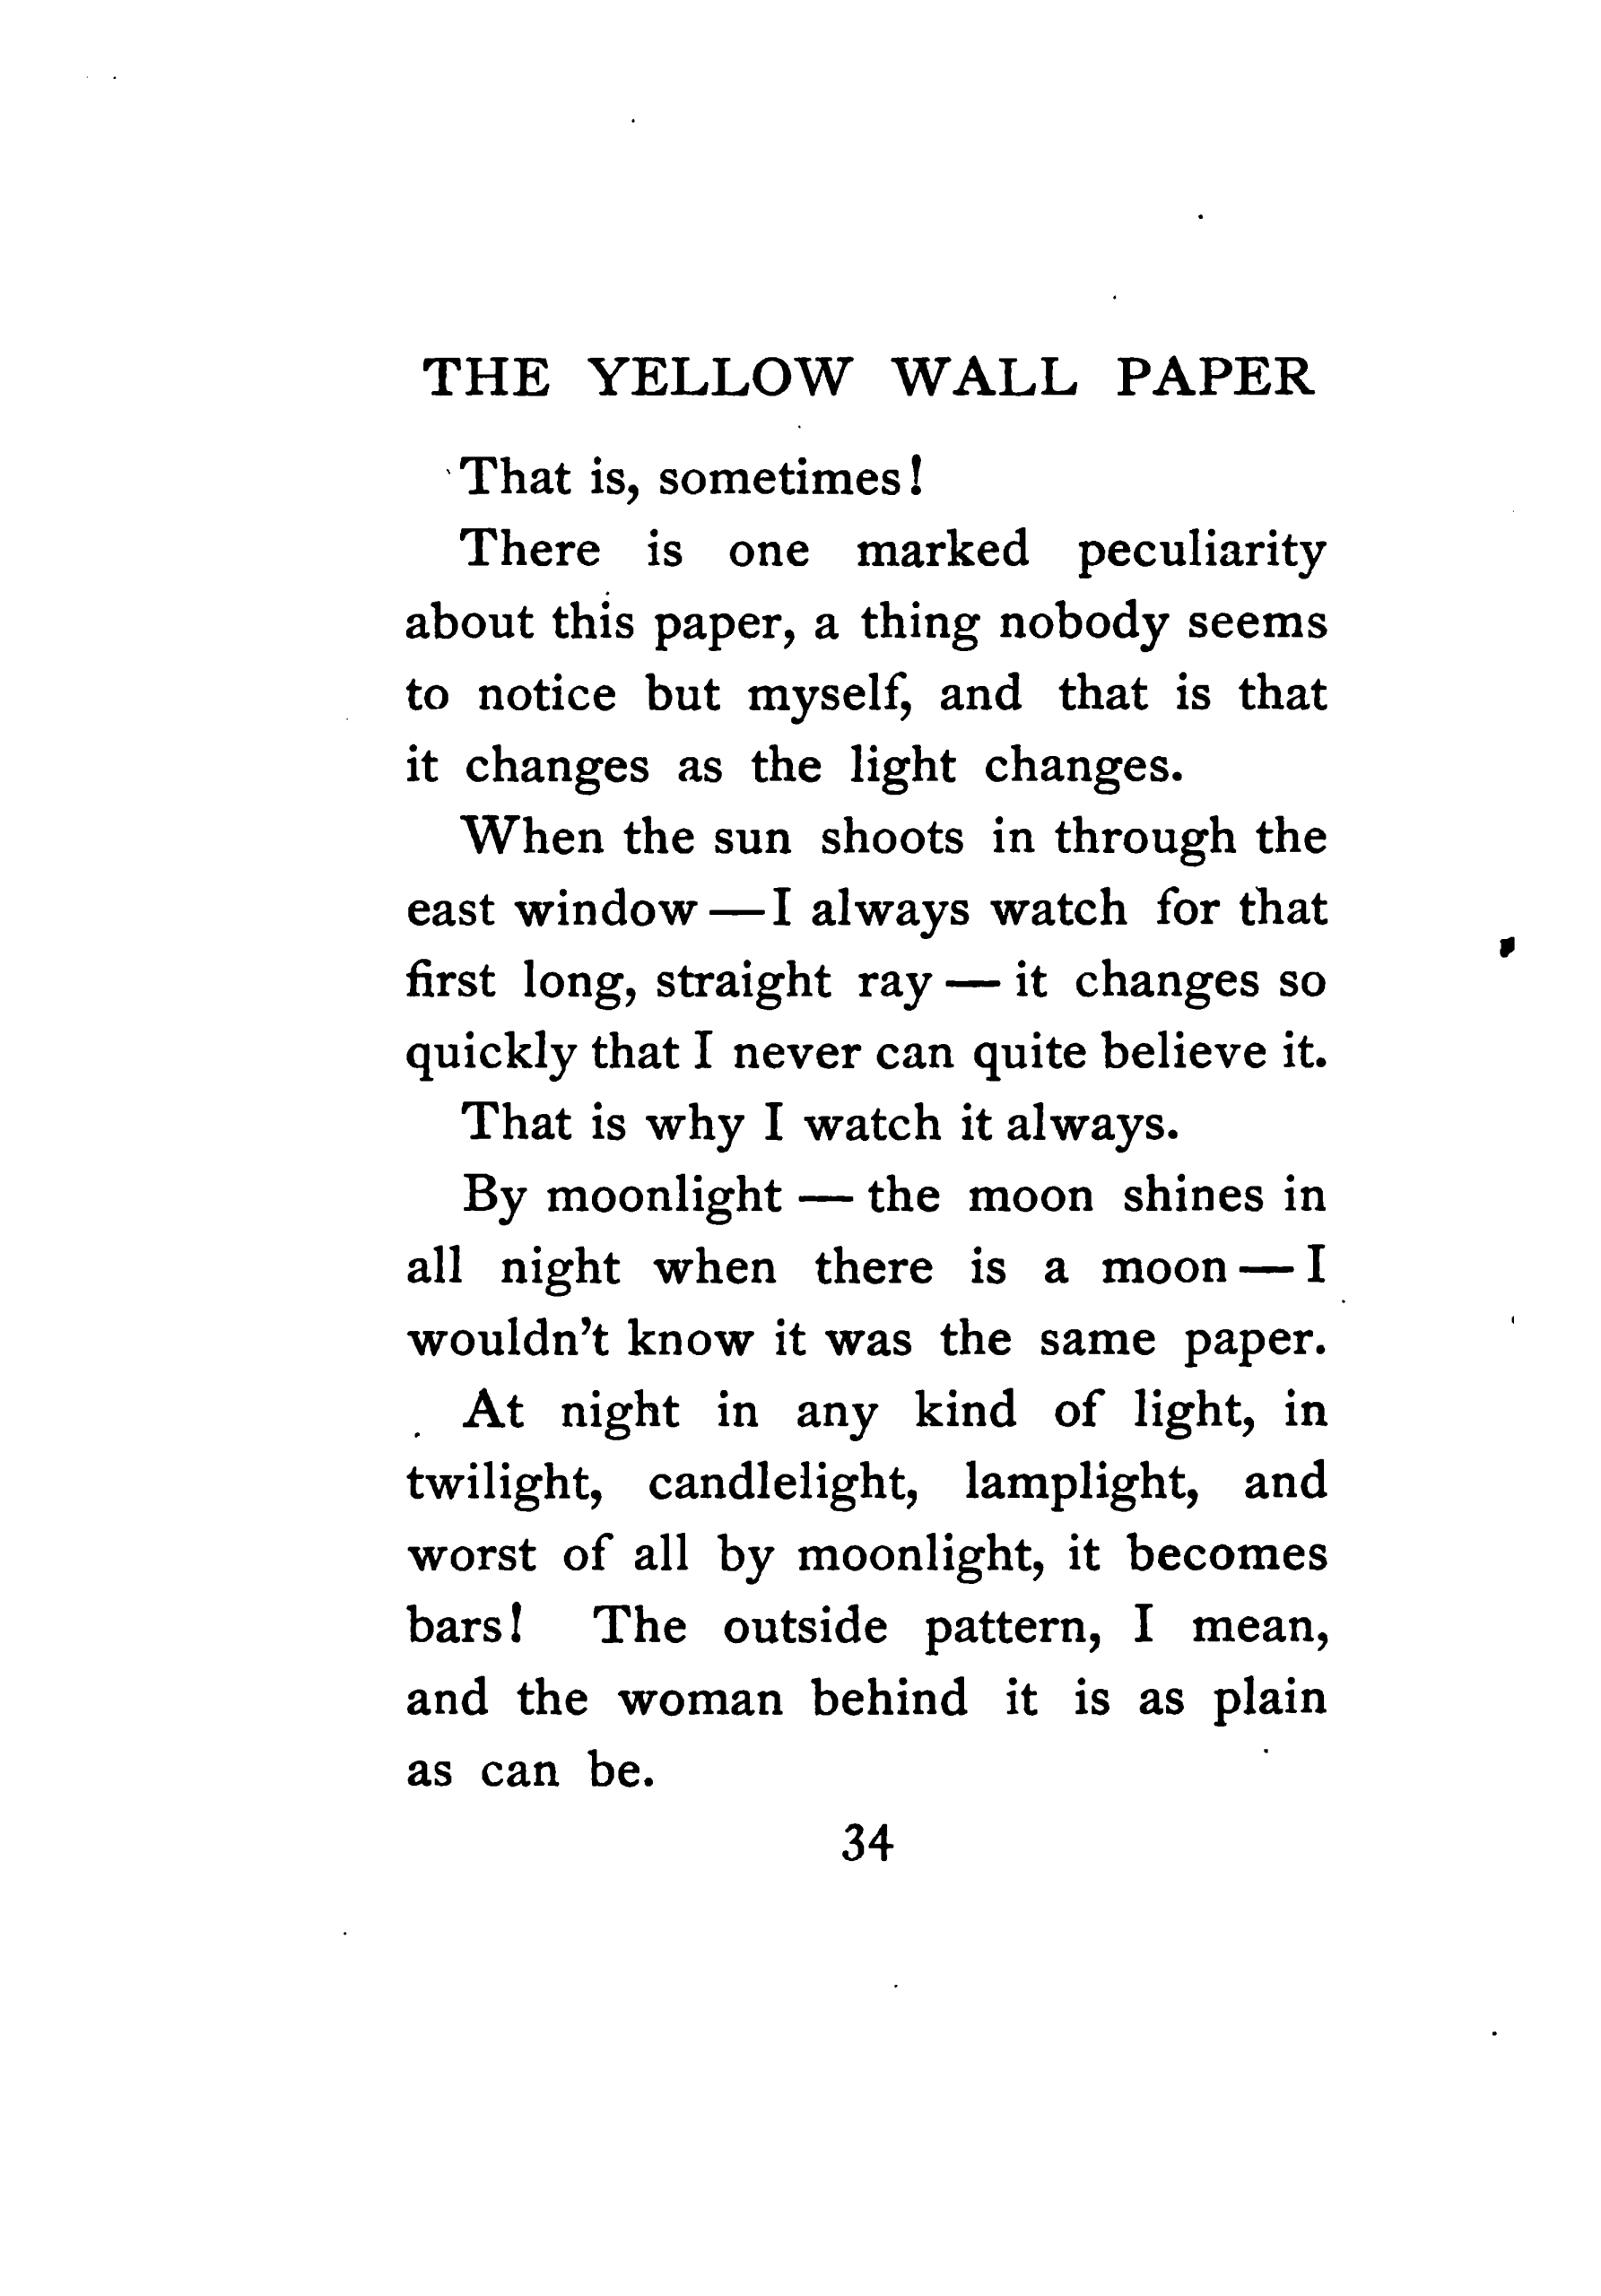 THE YELLOW WALL PAPER
That is, sometimes!
There is one marked peculiarity
about this paper, a thing nobody seems
to notice but myself, and that is that
it changes as the light changes.
When the sun shoots in through the
east window — I always watch for that
first long, straight ray — it changes so
quickly that I never can quite believe it.
That is why I watch it always.
By moonlight — the moon shines in
all night when there is a moon — I
wouldn't know it was the same paper.
At night in any kind of light, in
twilight, candlelight, lamplight, and
worst of all by moonlight, it becomes
bars! The outside pattern, I mean,
and the woman behind it is as plain
as can be.
34